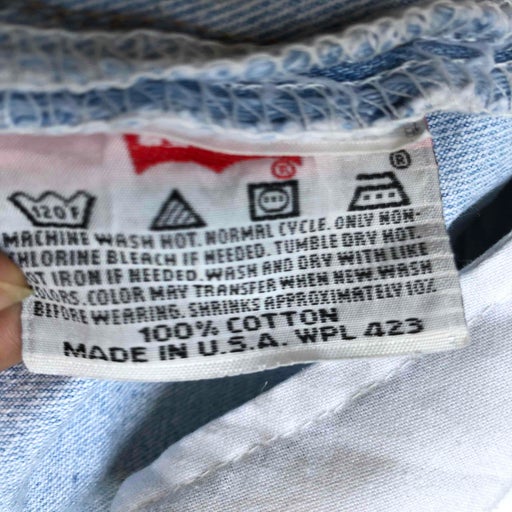 ®
®
120F
MACHINE WASH HOT. NORMAL CYCLE. ONLY NON-
CHLORINE BLEACH IF NEEDED. TUMBLE DRY HOT.
IRON IF NEEDED. WASH AND DRY WITH LIKE
COLORS. COLOR MAY TRANSFER WHEN NEW. WASH
BEFORE WEARING. SHRINKS APPROXIMATELY 10%
100% COTTON
MADE IN U.S.A. WPL 423